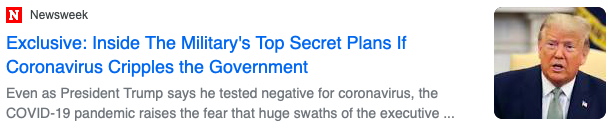 N Newsweek
Exclusive: Inside The Military's Top Secret Plans If
Coronavirus Cripples the Government
Even as President Trump says he tested negative for coronavirus, the
COVID-19 pandemic raises the fear that huge swaths of the executive ...